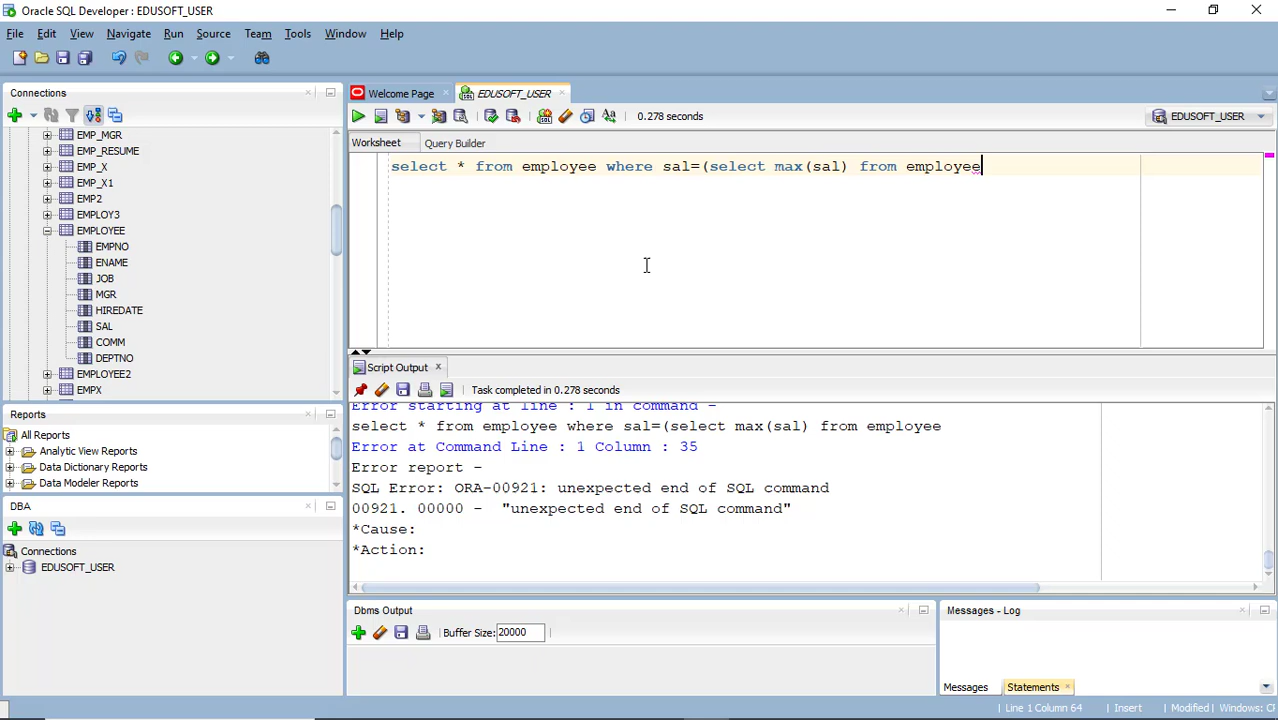 Oracle SQL Developer : EDUSOFT_USER
File Edit View Navigate Run Source Team Tools Window Help
Connections
EMP_MGR
EMP_RESUME
EMP_X
EMP_X1
EMP2
EMPLOY3
EMPLOYEE
EMPNO
ENAME
JOB
MGR
HIREDATE
SAL
COMM
DEPTNO
EMPLOYEE2
EMPX
Reports
All Reports
Analytic View Reports
Data Dictionary Reports
Data Modeler Reports
DBA
Connections
EDUSOFT_USER
Welcome Page EDUSOFT_USER
0.278 seconds EDUSOFT_USER
Worksheet Query Builder
select * from employee where sal=(select max(sal) from employee
Script Output
Task completed in 0.278 seconds
Error starting at line : 1 in command -
select * from employee where sal=(select max(sal) from employee
Error at Command Line : 1 Column : 35
Error report -
SQL Error: ORA-00921: unexpected end of SQL command
00921. 00000 - "unexpected end of SQL command"
*Cause:
*Action:
Dbms Output
Buffer Size: 20000
Messages - Log
Messages Statements
Line 1 Column 64 Insert Modified Windows: CF